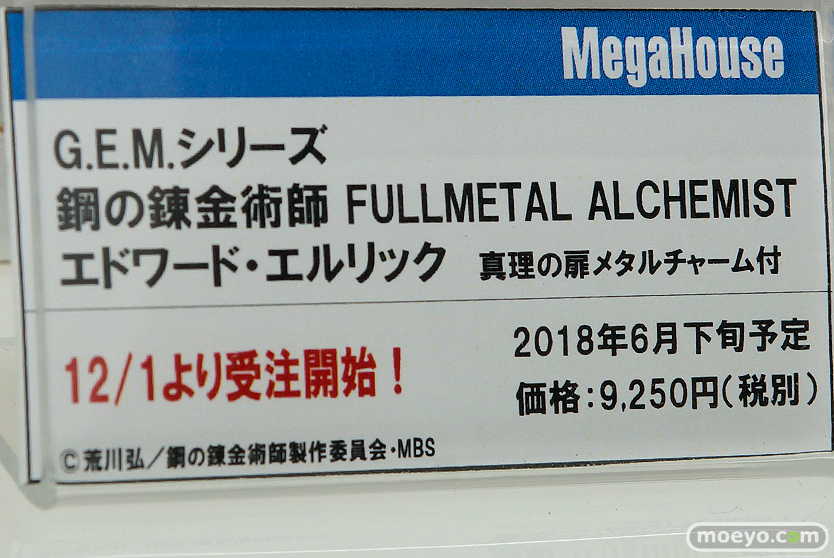 MegaHouse
G.E.M.シリーズ
鋼の錬金術師 FULLMETAL ALCHEMIST
エドワード・エルリック 真理の扉メタルチャーム付
12/1より受注開始！
2018年6月下旬予定
価格：9,250円（税別）
©荒川弘／鋼の錬金術師製作委員会・MBS
moeyo.com